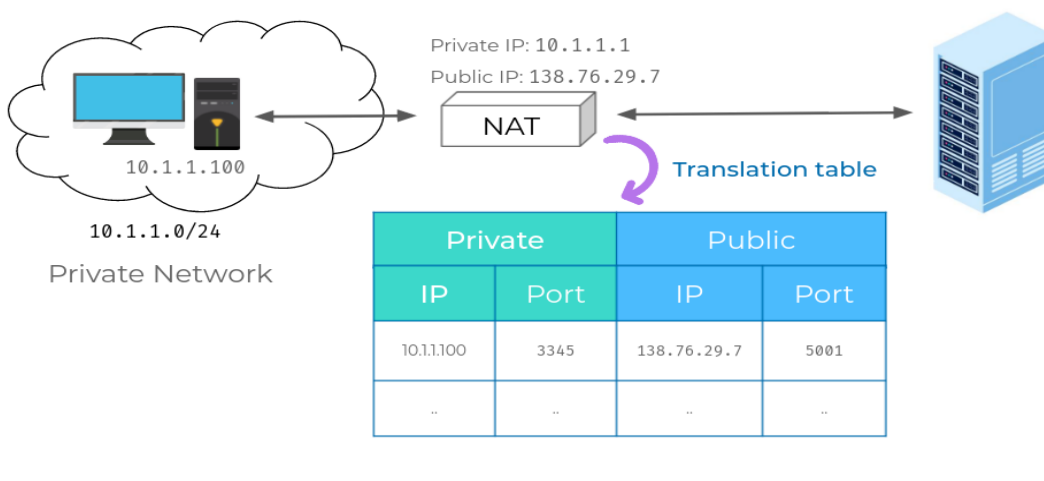 Private IP: 10.1.1.1
Public IP: 138.76.29.7
NAT
10.1.1.100
Translation table
10.1.1.0/24
Private Network
Private Public
IP Port IP Port
10.1.1.100 3345 138.76.29.7 5001
.. .. .. ..